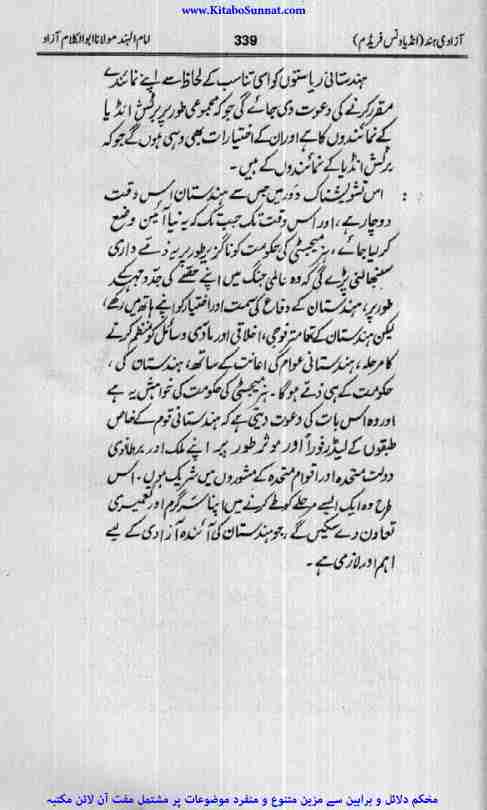 www.KitaboSunnat.com
آزادیٔ ہند (انڈیا ونس فریڈم) 339 امام الہند مولانا ابوالکلام آزاد
ہندستانی ریاستوں کو اسی تناسب کے لحاظ سے اپنے نمائندے
مقرر کرنے کی دعوت دی جائے گی جو کہ مجموعی طور پر برٹش انڈیا
کے نمائندوں کا ہے اور ان کے اختیارات بھی وہی ہوں گے جو کہ
برٹش انڈیا کے نمائندوں کے ہیں۔
: اس تشویشناک دور میں جس سے ہندستان اس وقت
دوچار ہے، اور اس وقت تک جب تک کہ یہ نیا آئین وضع
کر لیا جائے، ہز میجسٹی کی حکومت کو ناگزیر طور پر یہ ذمے داری
سنبھالنی پڑے گی کہ وہ عالمی جنگ میں اپنے حصّے کی جدوجہد کے
طور پر، ہندستان کے دفاع کی سمت اور اختیار کو اپنے ہاتھ میں رکھے،
لیکن ہندستان کے تمام تر فوجی، اخلاقی اور مادّی وسائل کو منظم کرنے
کا مرحلہ، ہندستانی عوام کی اعانت کے ساتھ، ہندستان کی،
حکومت کے ہی ذمے ہوگا۔ ہز میجسٹی کی حکومت کی خواہش یہ ہے
اور وہ اس بات کی دعوت دیتی ہے کہ ہندستانی قوم کے خاص
طبقوں کے لیڈر فوراً اور موثر طور پر اپنے ملک اور برطانوی
دولت متحدہ اور اقوام متحدہ کے مشوروں میں شریک ہوں۔ اس
طرح وہ ایک ایسے مرحلے کو طے کرنے میں اپنا سرگرم اور تعمیری
تعاون دے سکیں گے، جو ہندستان کی آئندہ آزادی کے لیے
اہم اور لازمی ہے۔
محکم دلائل و براہین سے مزین متنوع و منفرد موضوعات پر مشتمل مفت آن لائن مکتبہ